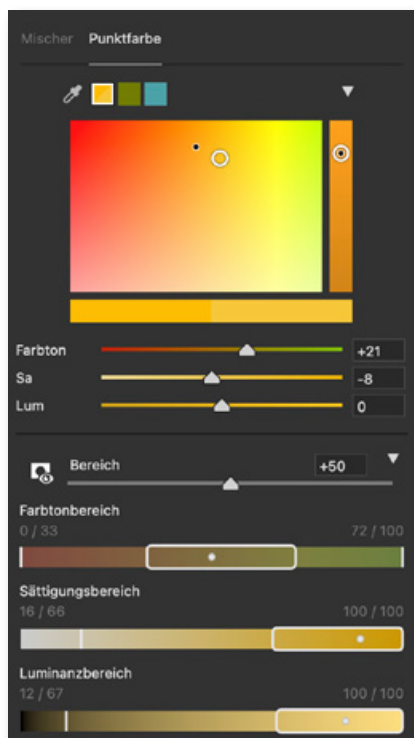 Mischer Punktfarbe
Farbton +21
Sa -8
Lum 0
Bereich +50
Farbtonbereich
0 / 33 72 / 100
Sättigungsbereich
16 / 66 100 / 100
Luminanzbereich
12 / 67 100 / 100